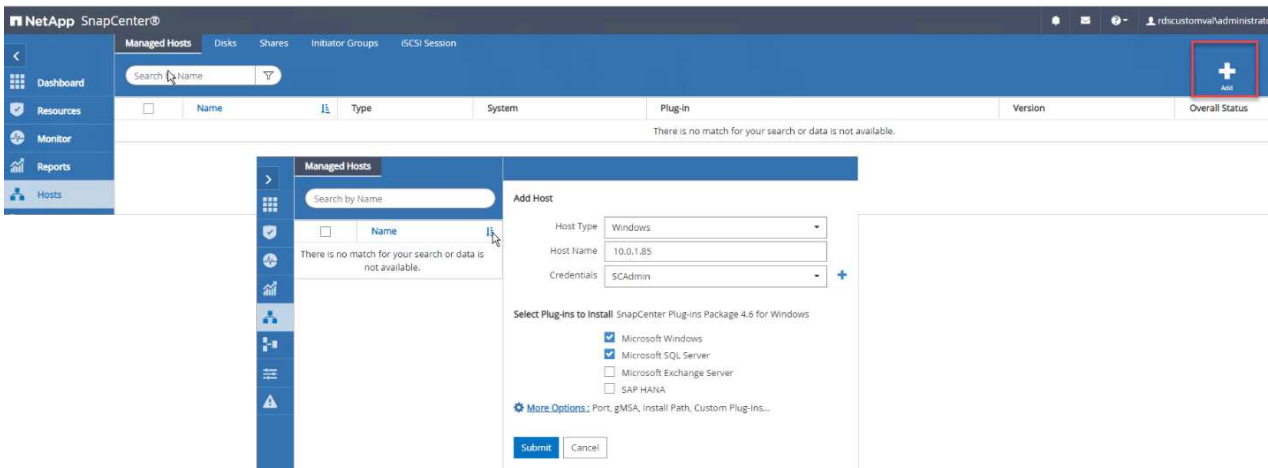 NetApp SnapCenter®
rdscustomval\administrato
Managed Hosts Disks Shares Initiator Groups iSCSI Session
Search by Name
Add
Dashboard
Resources
Monitor
Reports
Hosts
Name Type System Plug-in Version Overall Status
There is no match for your search or data is not available.
Managed Hosts
Search by Name
Name
There is no match for your search or data is
not available.
Add Host
Host Type Windows
Host Name 10.0.1.85
Credentials SCAdmin
Select Plug-ins to Install SnapCenter Plug-ins Package 4.6 for Windows
Microsoft Windows
Microsoft SQL Server
Microsoft Exchange Server
SAP HANA
More Options : Port, gMSA, Install Path, Custom Plug-Ins...
Submit Cancel